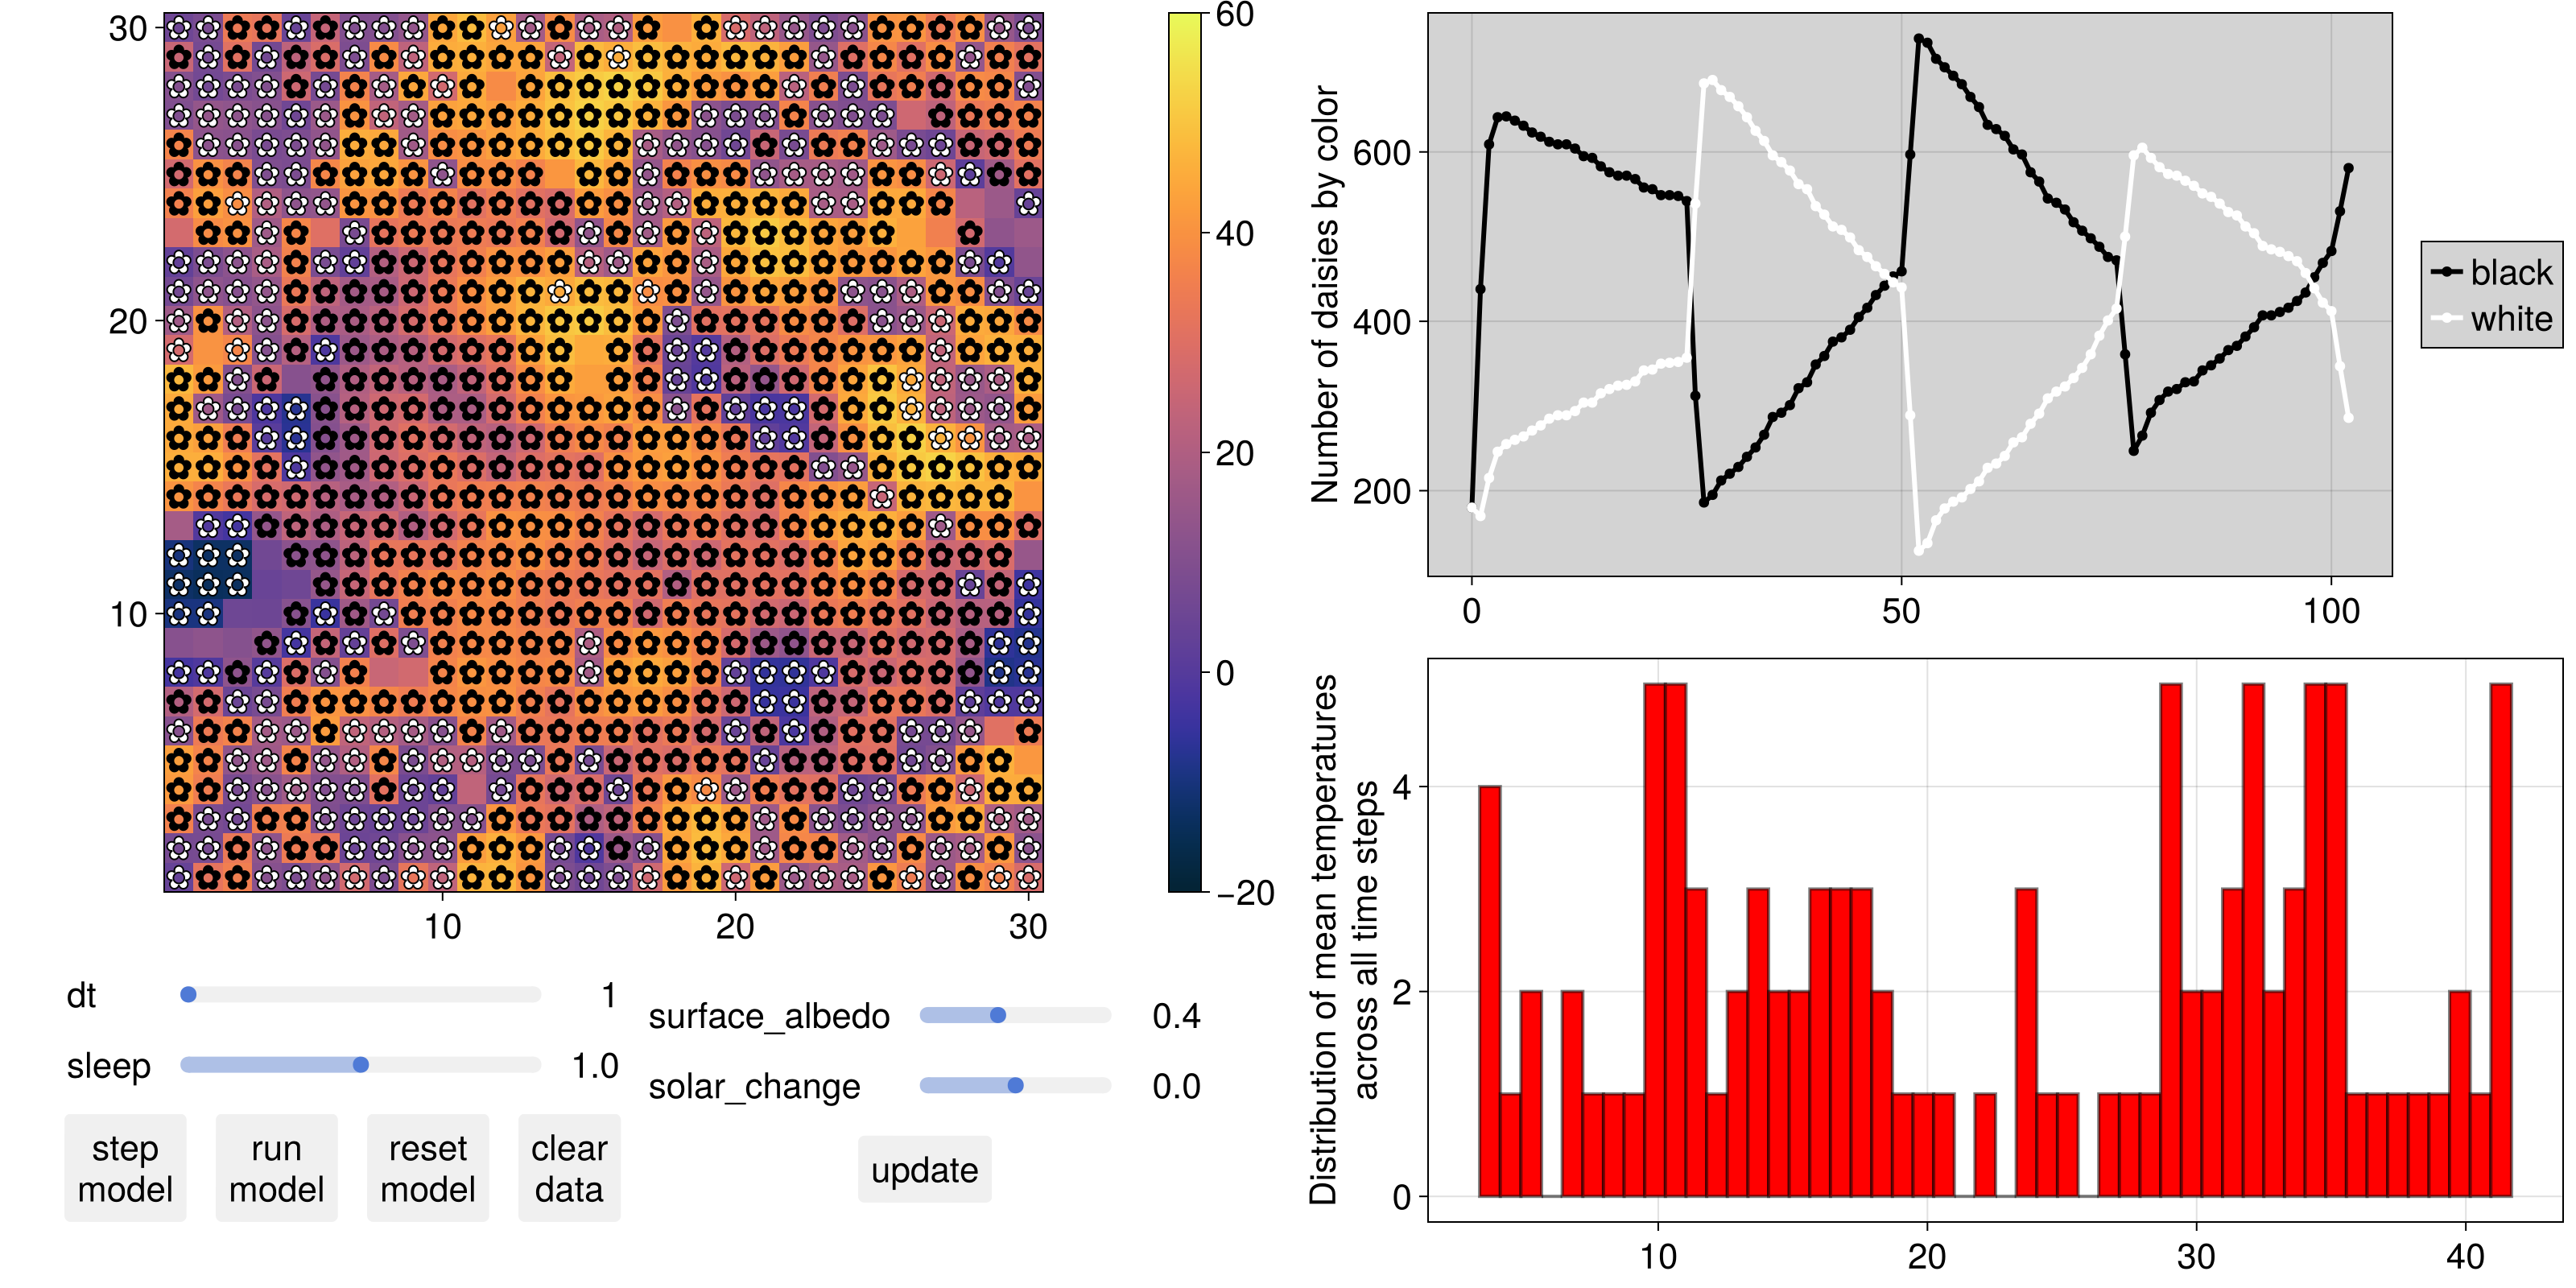 30
20
10
10
20
30
60
40
20
0
−20
Number of daisies by color
600
400
200
0
50
100
black
white
Distribution of mean temperatures
across all time steps
4
2
0
10
20
30
40
dt
1
sleep
1.0
surface_albedo
0.4
solar_change
0.0
step
model
run
model
reset
model
clear
data
update